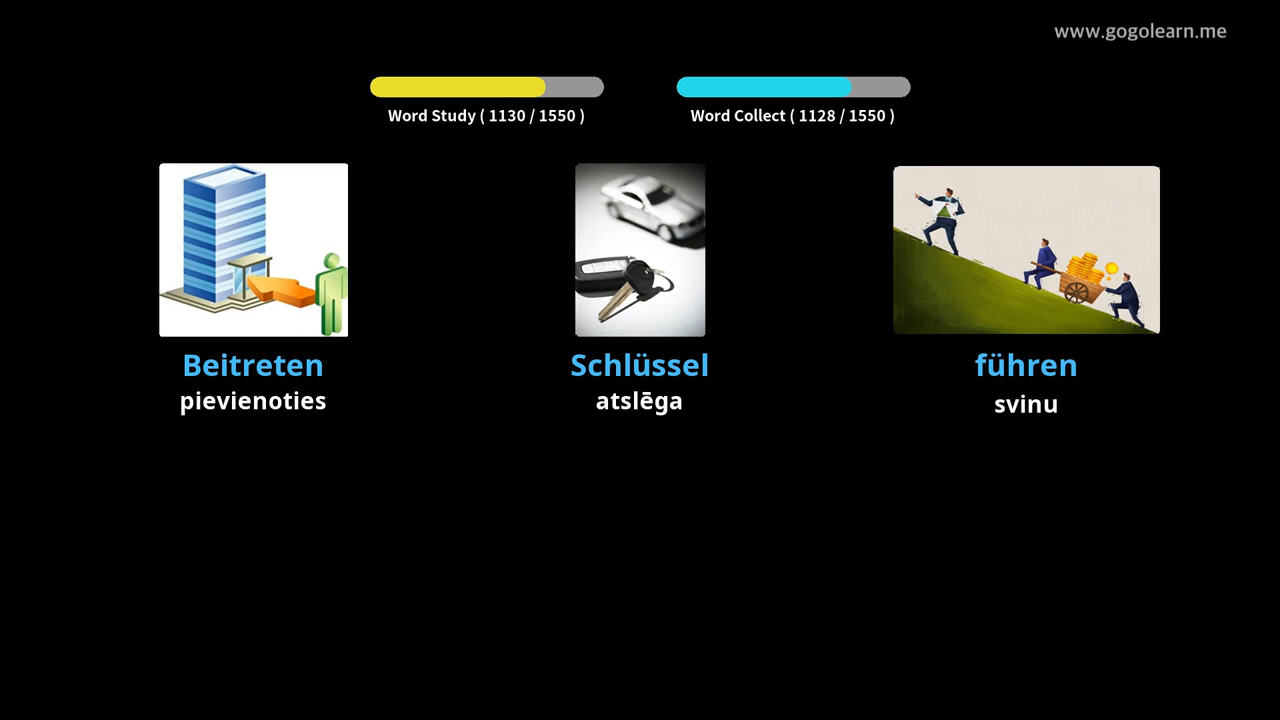 www.gogolearn.me
Word Study ( 1130 / 1550 )
Word Collect ( 1128 / 1550 )
Beitreten
pievienoties
Schlüssel
atslēga
führen
svinu